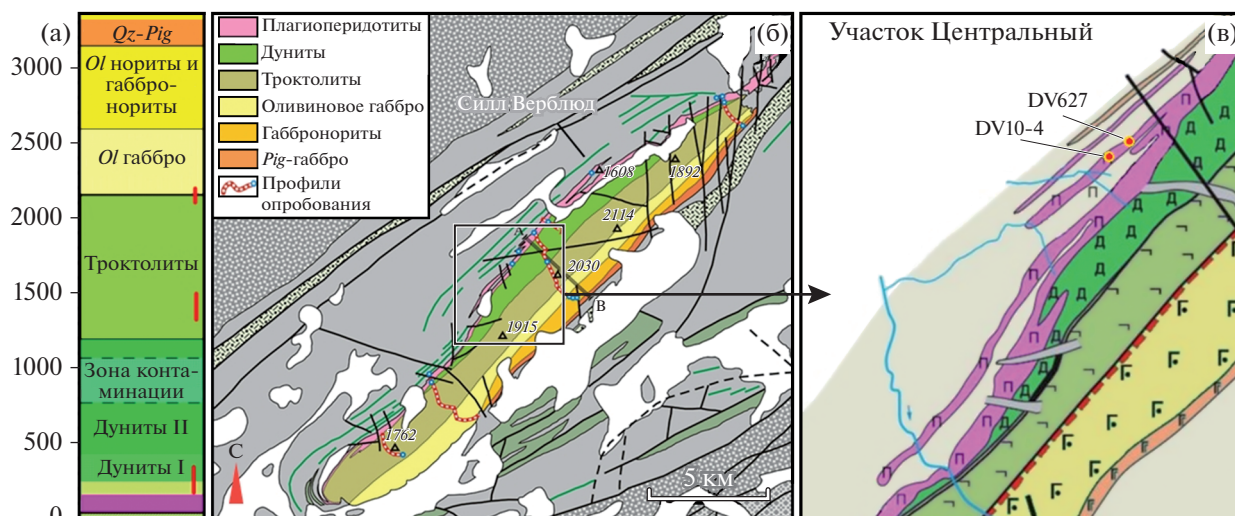 (а)
Qz-Pig
3000
Ol нориты и
габбро-
нориты
2500
Ol габбро
2000
Троктолиты
1500
1000
Зона конта-
минации
Дуниты II
500
Дуниты I
0
(б)
Плагиоперидотиты
Дуниты
Троктолиты
Оливиновое габбро
Габбронориты
Pig-габбро
Профили
опробования
Силл Верблюд
1608
1892
2114
A
2030
B
1915
1762
С
5 км
(в)
Участок Центральный
DV627
DV10-4
П
П
П
П
П
П
П
Д
Д
Д
Д
Д
Д
Д
Д
Д
Д
Д